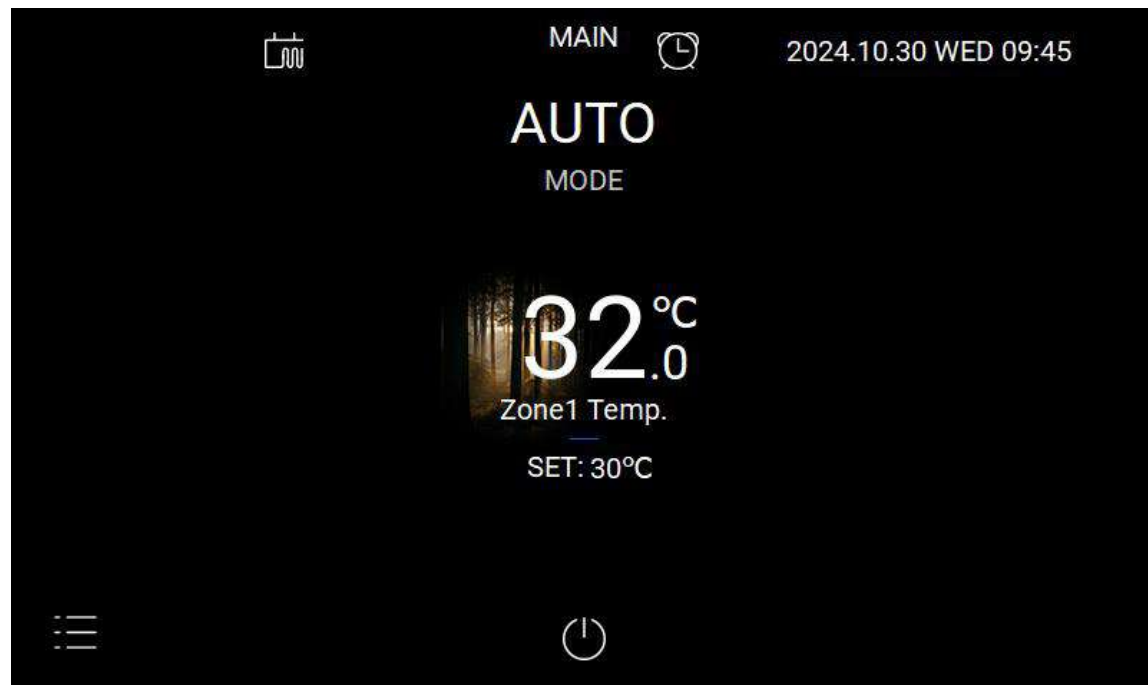 MAIN
2024.10.30 WED 09:45
AUTO
MODE
32.0°C
Zone1 Temp.
SET: 30°C